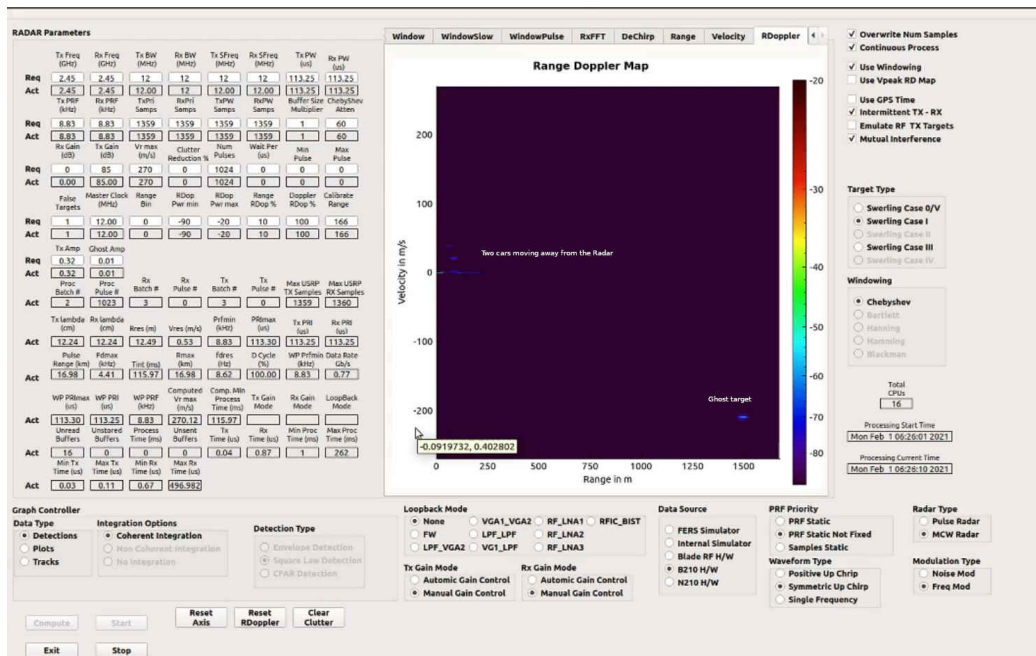 RADAR Parameters
Window WindowSlow WindowPulse RxFFT DeChirp Range Velocity RDoppler
Tx Freq (GHz) Rx Freq (GHz) Tx BW (MHz) Rx BW (MHz) Tx SFreq (MHz) Rx SFreq (MHz) Tx PW (us) Rx PW (us)
Req 2.45 2.45 12 12 12 12 113.25 113.25
Act 2.45 2.45 12.00 12 12.00 12 113.25 113.25
Tx PRF (kHz) Rx PRF (kHz) TxPri Samps RxPri Samps TxPW Samps RxPW Samps Buffer Size Multiplier ChebyShev Atten
Req 8.83 8.83 1359 1359 1359 1359 1 60
Act 8.83 8.83 1359 1359 1359 1359 1 60
Rx Gain (dB) Tx Gain (dB) Vr max (m/s) Clutter Reduction % Num Pulses Wait Per (us) Min Pulse Max Pulse
Req 0 85 270 0 1024 0 0 0
Act 0.00 85.00 270 0 1024 0 0 0
False Targets Master Clock (MHz) Range Bin RDop Pwr min RDop Pwr max Range RDop % Doppler RDop % Calibrate Range
Req 1 12.00 0 -90 -20 10 100 166
Act 1 12.00 0 -90 -20 10 100 166
Tx Amp Ghost Amp
Req 0.32 0.01
Act 0.32 0.01
Proc Batch # Proc Pulse # Rx Batch # Rx Pulse # Tx Batch # Tx Pulse # Max USRP TX Samples Max USRP RX Samples
Act 2 1023 3 0 3 0 1359 1360
Tx lambda (cm) Rx lambda (cm) Rres (m) Vres (m/s) Prfmin (kHz) PRImax (us) Tx PRI (us) Rx PRI (us)
Act 12.24 12.24 12.49 0.53 8.83 113.30 113.25 113.25
Pulse Range (km) Fdmax (kHz) Tint (ms) Rmax (km) fdres (Hz) D Cycle (%) WP Prfmin (kHz) Data Rate Gb/s
Act 16.98 4.41 115.97 16.98 8.62 100.00 8.83 0.77
WP PRImax (us) WP PRI (us) WP PRF (kHz) Computed Vr max (m/s) Comp. Min Process Time (ms) Tx Gain Mode Rx Gain Mode LoopBack Mode
Act 113.30 113.25 8.83 270.12 115.97
Unread Buffers Unstored Buffers Process Time (ms) Unsent Buffers Tx Time (us) Rx Time (us) Min Proc Time (ms) Max Proc Time (ms)
Act 16 0 0 0 0.04 0.87 1 262
Min Tx Time (us) Max Tx Time (us) Min Rx Time (us) Max Rx Time (us)
Act 0.03 0.11 0.67 496.982
Range Doppler Map
Velocity in m/s
200
100
0
-100
-200
Two cars moving away from the Radar
Ghost target
-0.0919732, 0.402802
0 250 500 750 1000 1250 1500
Range in m
-20
-30
-40
-50
-60
-70
-80
Overwrite Num Samples
Continuous Process
Use Windowing
Use Vpeak RD Map
Use GPS Time
Intermittent TX - RX
Emulate RF TX Targets
Mutual Interference
Target Type
Swerling Case 0/V
Swerling Case I
Swerling Case II
Swerling Case III
Swerling Case IV
Windowing
Chebyshev
Bartlett
Hanning
Hamming
Blackman
Total CPUs
16
Processing Start Time
Mon Feb 1 06:26:01 2021
Processing Current Time
Mon Feb 1 06:26:10 2021
Graph Controller
Data Type
Detections
Plots
Tracks
Integration Options
Coherent Integration
Non Coherent Integration
No Integration
Detection Type
Envelope Detection
Square Law Detection
CFAR Detection
Loopback Mode
None VGA1_VGA2 RF_LNA1 RFIC_BIST
FW LPF_LPF RF_LNA2
LPF_VGA2 VG1_LPF RF_LNA3
Tx Gain Mode
Automic Gain Control
Manual Gain Control
Rx Gain Mode
Automic Gain Control
Manual Gain Control
Data Source
FERS Simulator
Internal Simulator
Blade RF H/W
B210 H/W
N210 H/W
PRF Priority
PRF Static
PRF Static Not Fixed
Samples Static
Waveform Type
Positive Up Chrip
Symmetric Up Chirp
Single Frequency
Radar Type
Pulse Radar
MCW Radar
Modulation Type
Noise Mod
Freq Mod
Compute Start
Reset Axis
Reset RDoppler
Clear Clutter
Exit Stop